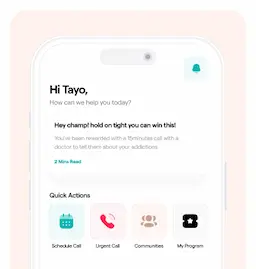 Hi Tayo,
How can we help you today?
Hey champ! hold on tight you can win this!
You've been rewarded with a 15minutes call with a
doctor to tell them about your addictions
2 Mins Read
Quick Actions
Schedule Call
Urgent Call
Communities
My Program